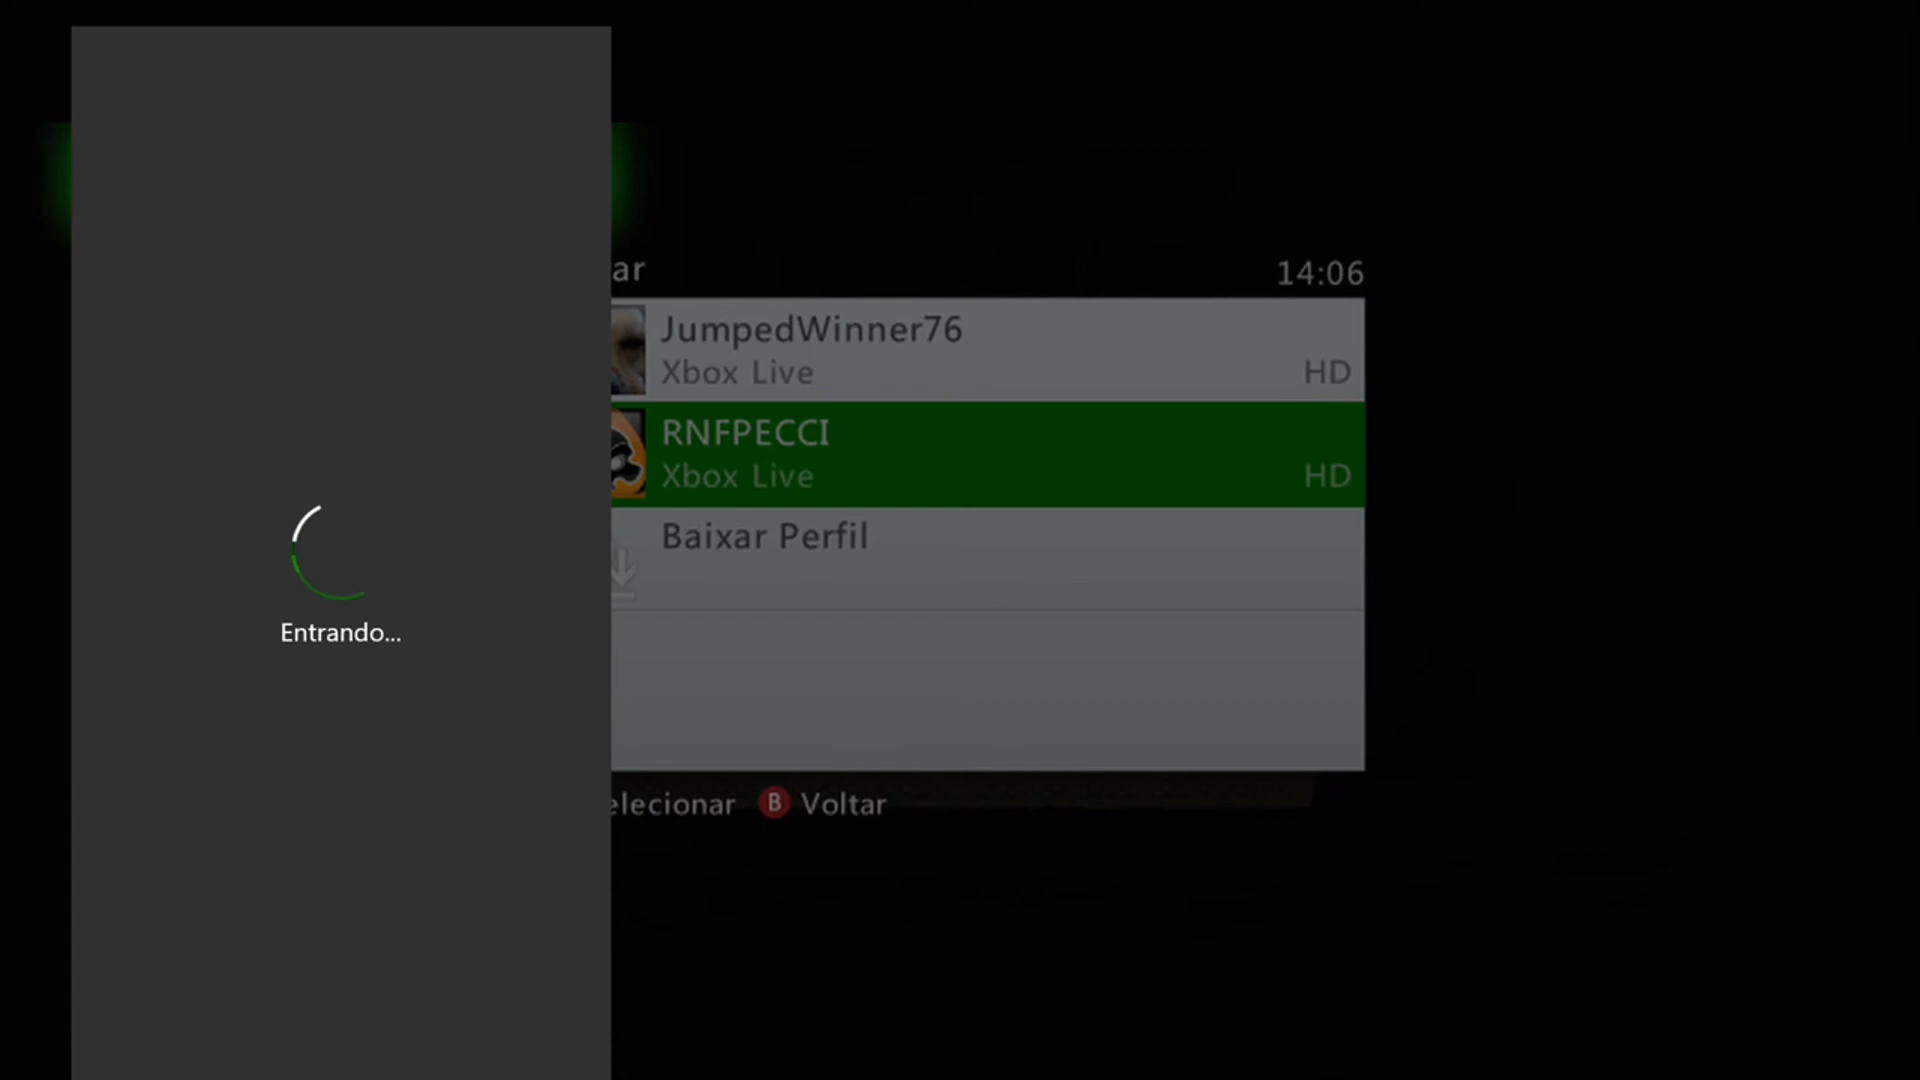 Entrando...
ar
14:06
JumpedWinner76
Xbox Live
HD
RNFPECCI
Xbox Live
HD
Baixar Perfil
elecionar
B Voltar